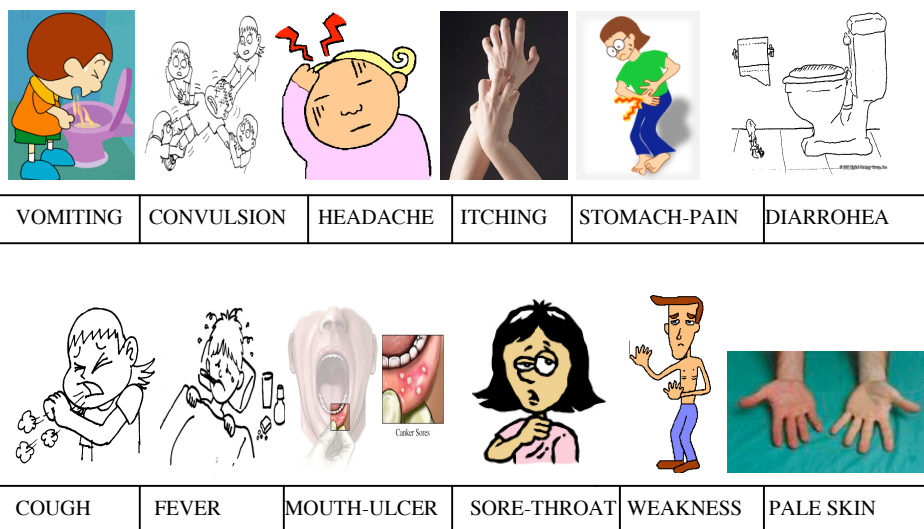 VOMITING CONVULSION HEADACHE ITCHING STOMACH-PAIN DIARROHEA
Canker Sores
COUGH FEVER MOUTH-ULCER SORE-THROAT WEAKNESS PALE SKIN